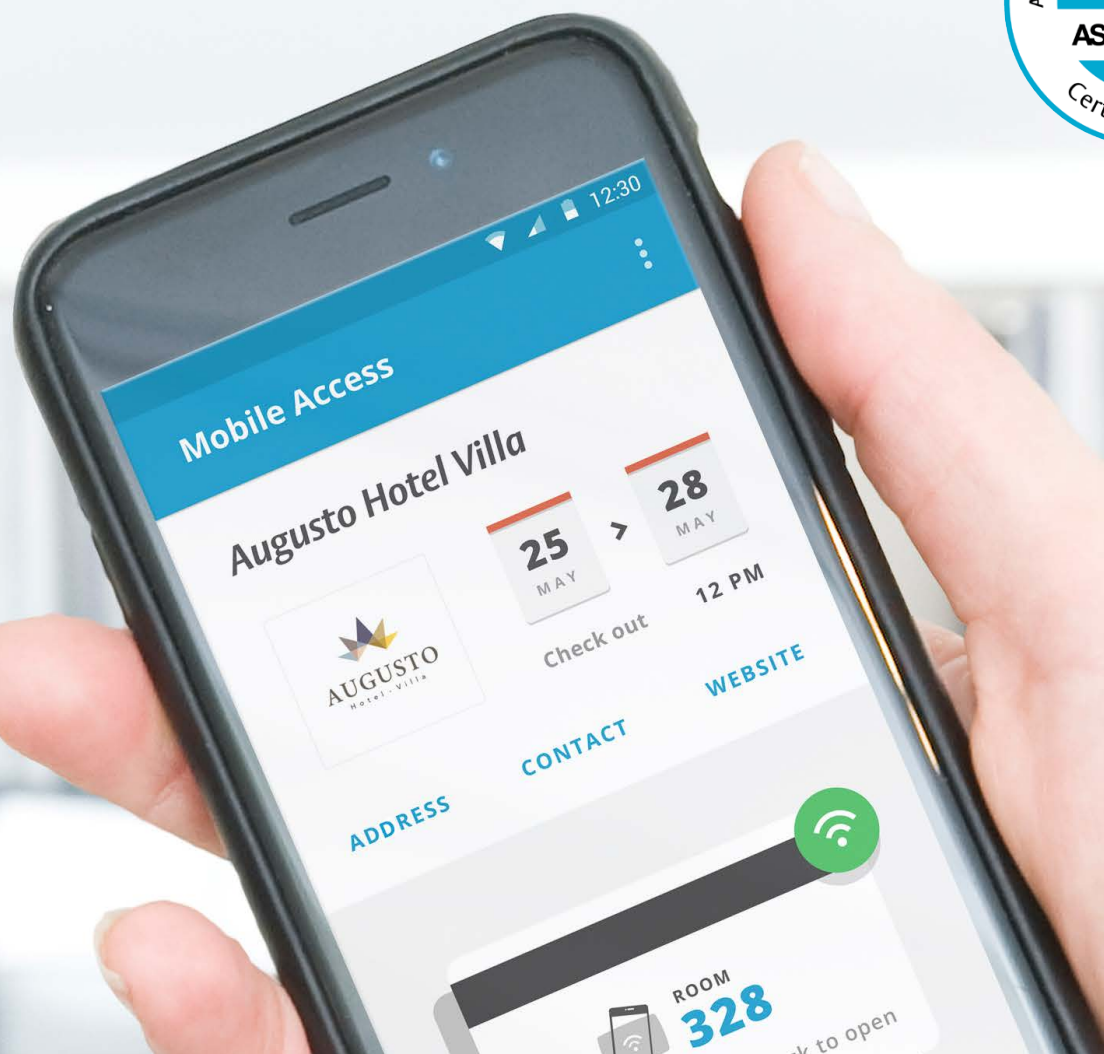 12:30
Mobile Access
Augusto Hotel Villa
25
MAY
>
28
MAY
Check out
12 PM
AUGUSTO
Hotel - Villa
ADDRESS
CONTACT
WEBSITE
ROOM
328
to open